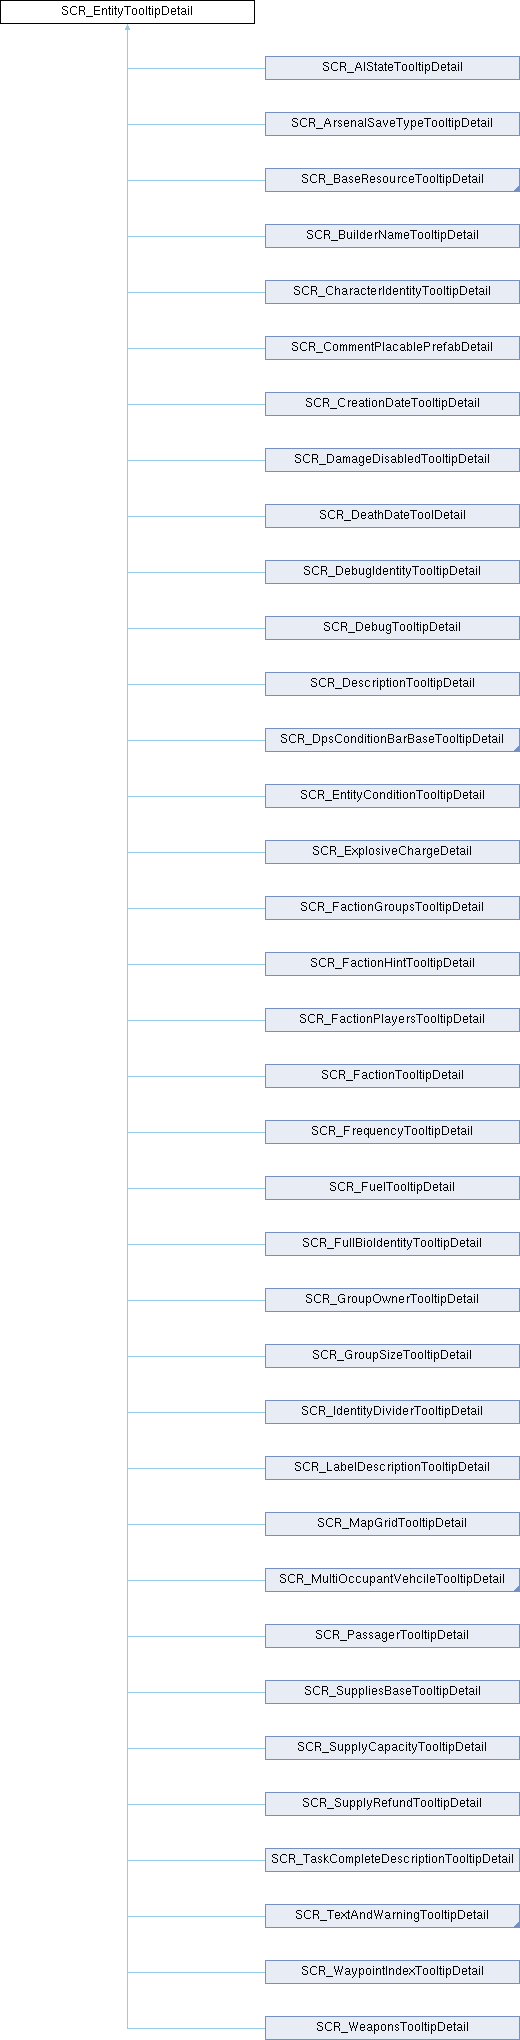 SCR_EntityTooltipDetail
SCR_AIStateTooltipDetail
SCR_ArsenalSaveTypeTooltipDetail
SCR_BaseResourceTooltipDetail
SCR_BuilderNameTooltipDetail
SCR_CharacterIdentityTooltipDetail
SCR_CommentPlacablePrefabDetail
SCR_CreationDateTooltipDetail
SCR_DamageDisabledTooltipDetail
SCR_DeathDateToolDetail
SCR_DebugIdentityTooltipDetail
SCR_DebugTooltipDetail
SCR_DescriptionTooltipDetail
SCR_DpsConditionBarBaseTooltipDetail
SCR_EntityConditionTooltipDetail
SCR_ExplosiveChargeDetail
SCR_FactionGroupsTooltipDetail
SCR_FactionHintTooltipDetail
SCR_FactionPlayersTooltipDetail
SCR_FactionTooltipDetail
SCR_FrequencyTooltipDetail
SCR_FuelTooltipDetail
SCR_FullBioIdentityTooltipDetail
SCR_GroupOwnerTooltipDetail
SCR_GroupSizeTooltipDetail
SCR_IdentityDividerTooltipDetail
SCR_LabelDescriptionTooltipDetail
SCR_MapGridTooltipDetail
SCR_MultiOccupantVehcileTooltipDetail
SCR_PassagerTooltipDetail
SCR_SuppliesBaseTooltipDetail
SCR_SupplyCapacityTooltipDetail
SCR_SupplyRefundTooltipDetail
SCR_TaskCompleteDescriptionTooltipDetail
SCR_TextAndWarningTooltipDetail
SCR_WaypointIndexTooltipDetail
SCR_WeaponsTooltipDetail